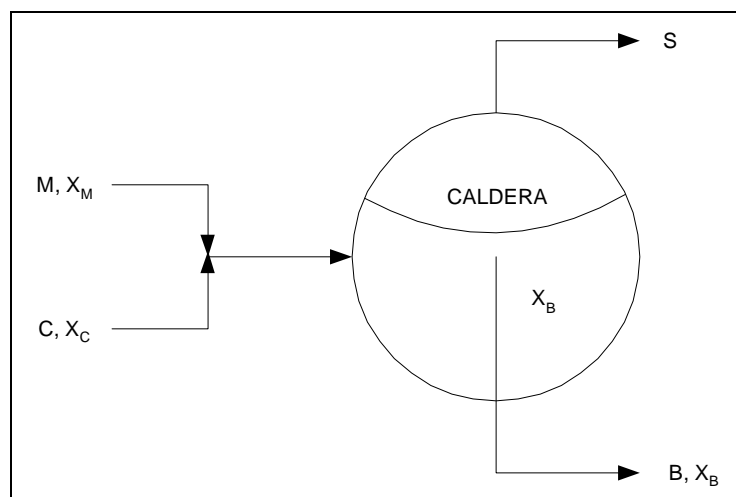 S
M, X_M
CALDERA
C, X_C
X_B
B, X_B